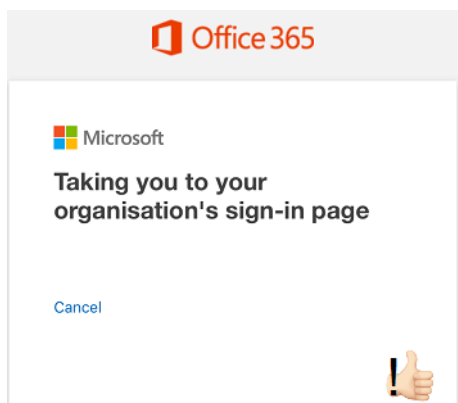 Office 365
Microsoft
Taking you to your
organisation's sign-in page
Cancel
!